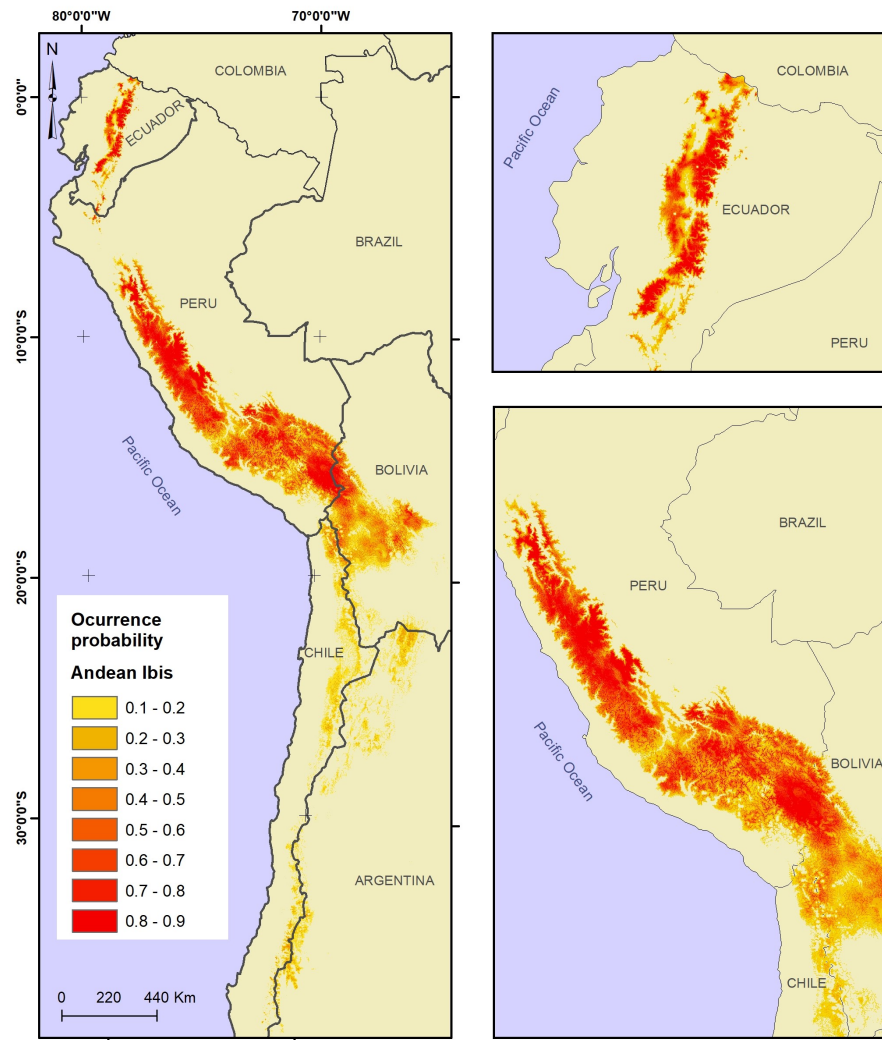 80°0'0"W
70°0'0"W
N
0°0'0"
10°0'0"S
20°0'0"S
30°0'0"S
COLOMBIA
ECUADOR
BRAZIL
PERU
Pacific Ocean
BOLIVIA
CHILE
ARGENTINA
Ocurrence
probability
Andean Ibis
0.1 - 0.2
0.2 - 0.3
0.3 - 0.4
0.4 - 0.5
0.5 - 0.6
0.6 - 0.7
0.7 - 0.8
0.8 - 0.9
0 220 440 Km
COLOMBIA
Pacific Ocean
ECUADOR
PERU
BRAZIL
PERU
Pacific Ocean
BOLIVIA
CHILE